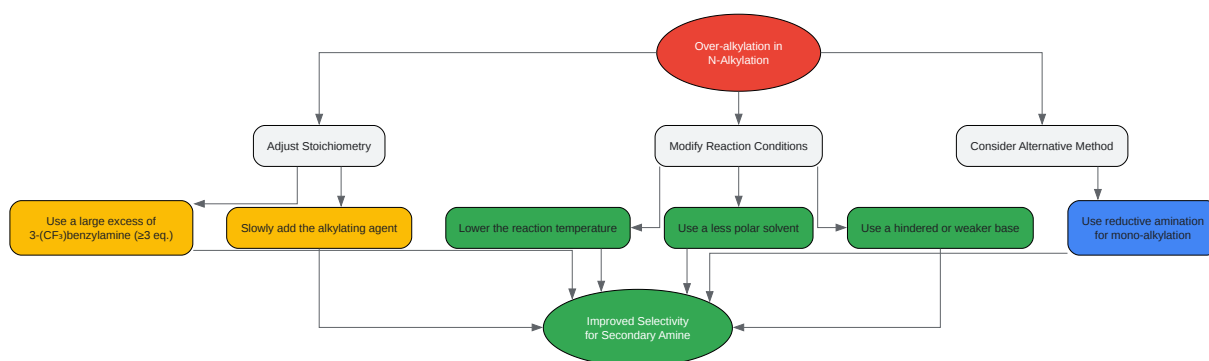 Over-alkylation in
N-Alkylation
Adjust Stoichiometry
Modify Reaction Conditions
Consider Alternative Method
Use a large excess of
3-(CF₃)benzylamine (≥3 eq.)
Slowly add the alkylating agent
Lower the reaction temperature
Use a less polar solvent
Use a hindered or weaker base
Use reductive amination
for mono-alkylation
Improved Selectivity
for Secondary Amine